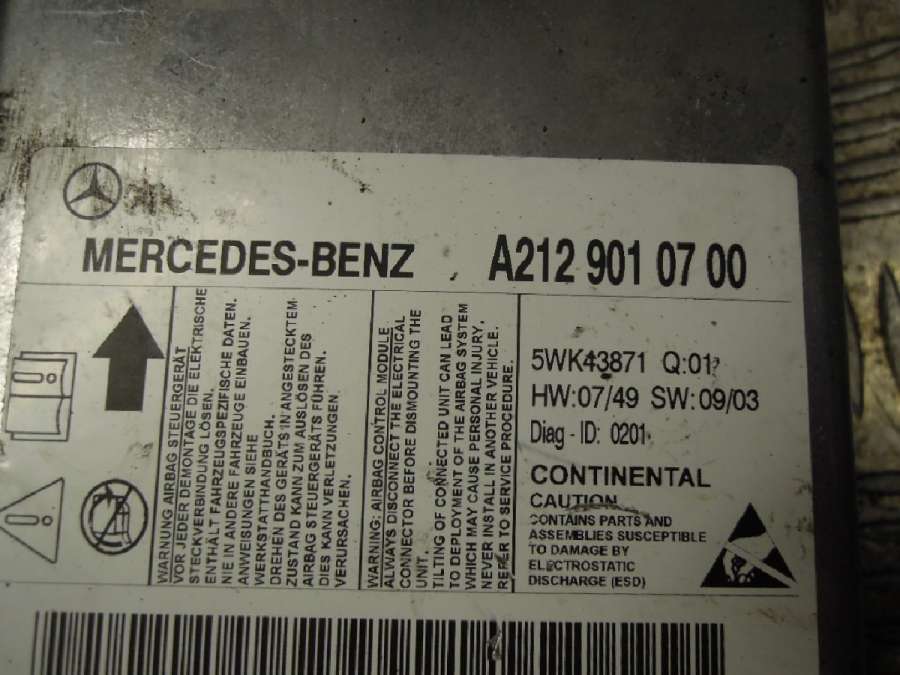 MERCEDES-BENZ A212 901 07 00
WARNUNG AIRBAG STEUERGERÄT
VOR JEDER DEMONTAGE DIE ELEKTRISCHE
STECKVERBINDUNG LÖSEN.
ENTHÄLT FAHRZEUGSPEZIFISCHE DATEN.
NIE IN ANDERE FAHRZEUGE EINBAUEN.
ANWEISUNGEN SIEHE
WERKSTATTHANDBUCH.
DREHEN DES GERÄTS IN ANGESTECKTEM
ZUSTAND KANN ZUM AUSLÖSEN DES
AIRBAG STEUERGERÄTS FÜHREN.
DIES KANN VERLETZUNGEN
VERURSACHEN.
WARNING: AIRBAG CONTROL MODULE
ALWAYS DISCONNECT THE ELECTRICAL
CONNECTOR BEFORE DISMOUNTING THE
UNIT.
TILTING OF CONNECTED UNIT CAN LEAD
TO DEPLOYMENT OF THE AIRBAG SYSTEM
WHICH MAY CAUSE PERSONAL INJURY,
NEVER INSTALL IN ANOTHER VEHICLE.
REFER TO SERVICE PROCEDURE.
5WK43871 Q:01
HW:07/49 SW:09/03
Diag - ID: 0201
CONTINENTAL
CAUTION
CONTAINS PARTS AND
ASSEMBLIES SUSCEPTIBLE
TO DAMAGE BY
ELECTROSTATIC
DISCHARGE (ESD)